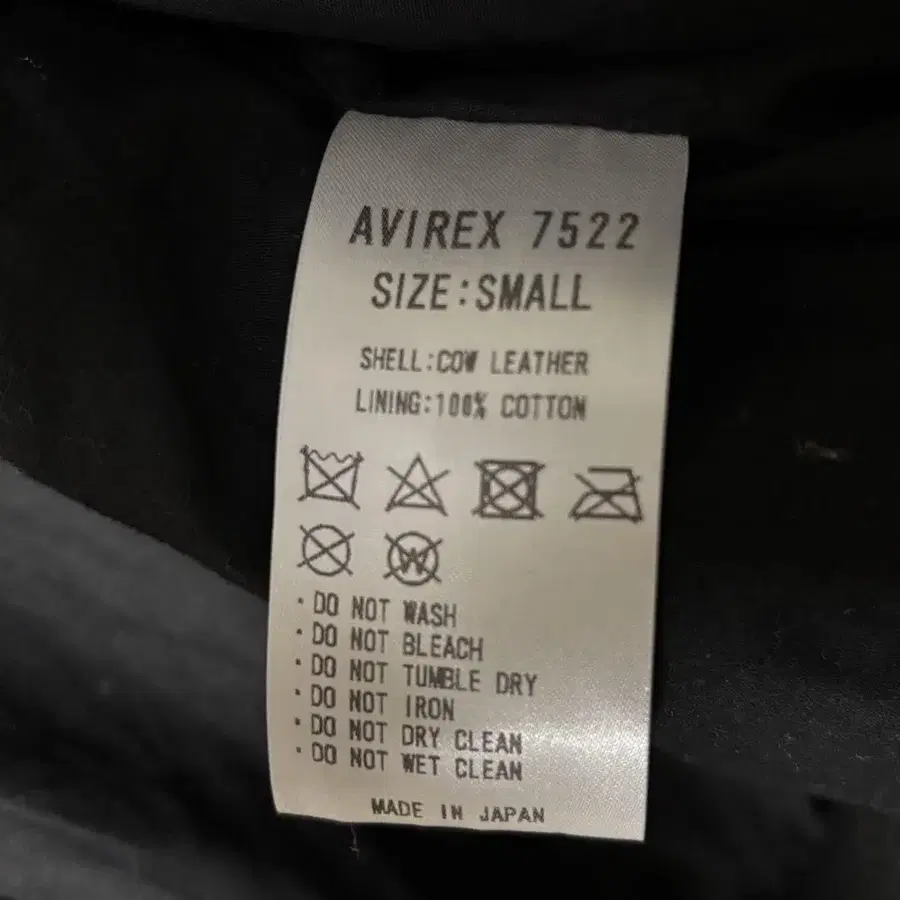 AVIREX 7522
SIZE:SMALL
SHELL:COW LEATHER
LINING:100% COTTON
W
・DO NOT WASH
・DO NOT BLEACH
・DO NOT TUMBLE DRY
・DO NOT IRON
・DO NOT DRY CLEAN
・DO NOT WET CLEAN
MADE IN JAPAN